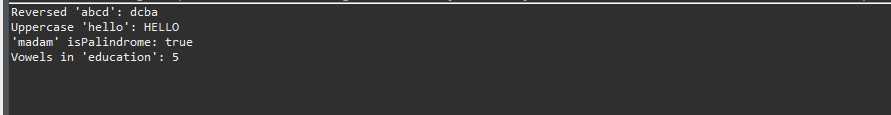 Reversed 'abcd': dcba
Uppercase 'hello': HELLO
'madam' isPalindrome: true
Vowels in 'education': 5